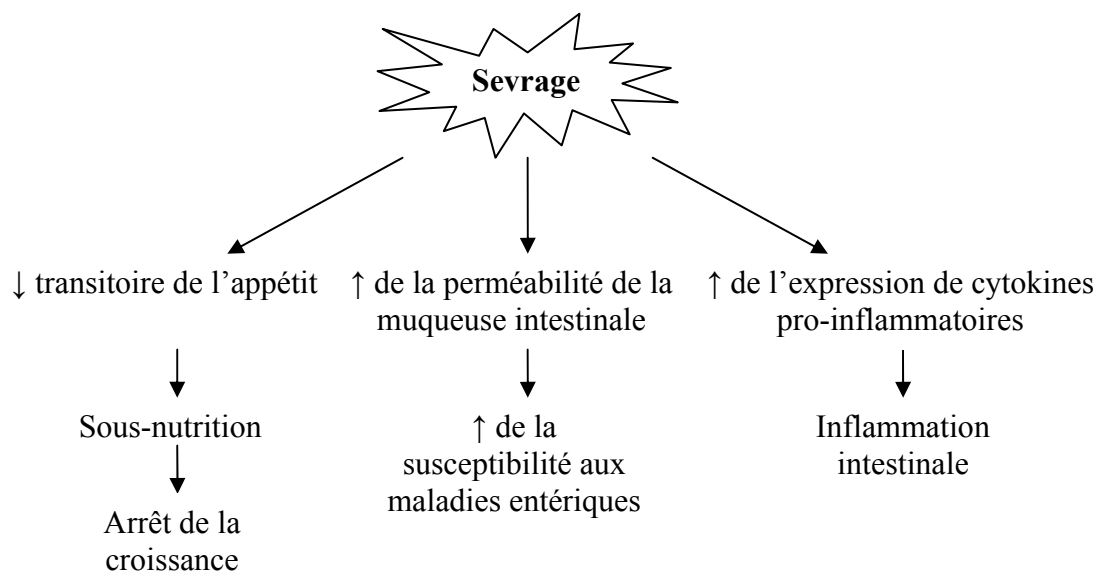 Sevrage
↓ transitoire de l’appétit
↑ de la perméabilité de la
muqueuse intestinale
↑ de l’expression de cytokines
pro-inflammatoires
Sous-nutrition
↑ de la
susceptibilité aux
maladies entériques
Inflammation
intestinale
Arrêt de la
croissance